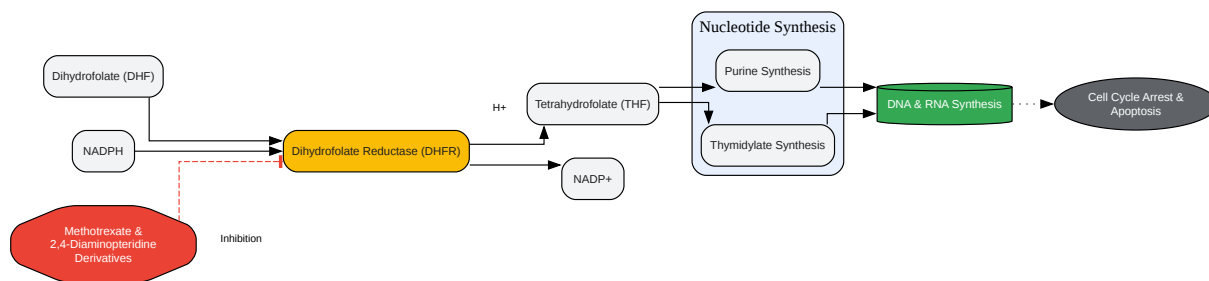 Nucleotide Synthesis
Dihydrofolate (DHF)
Purine Synthesis
H+
Tetrahydrofolate (THF)
DNA & RNA Synthesis
Cell Cycle Arrest &
Apoptosis
NADPH
Dihydrofolate Reductase (DHFR)
Thymidylate Synthesis
NADP+
Methotrexate &
2,4-Diaminopteridine
Derivatives
Inhibition